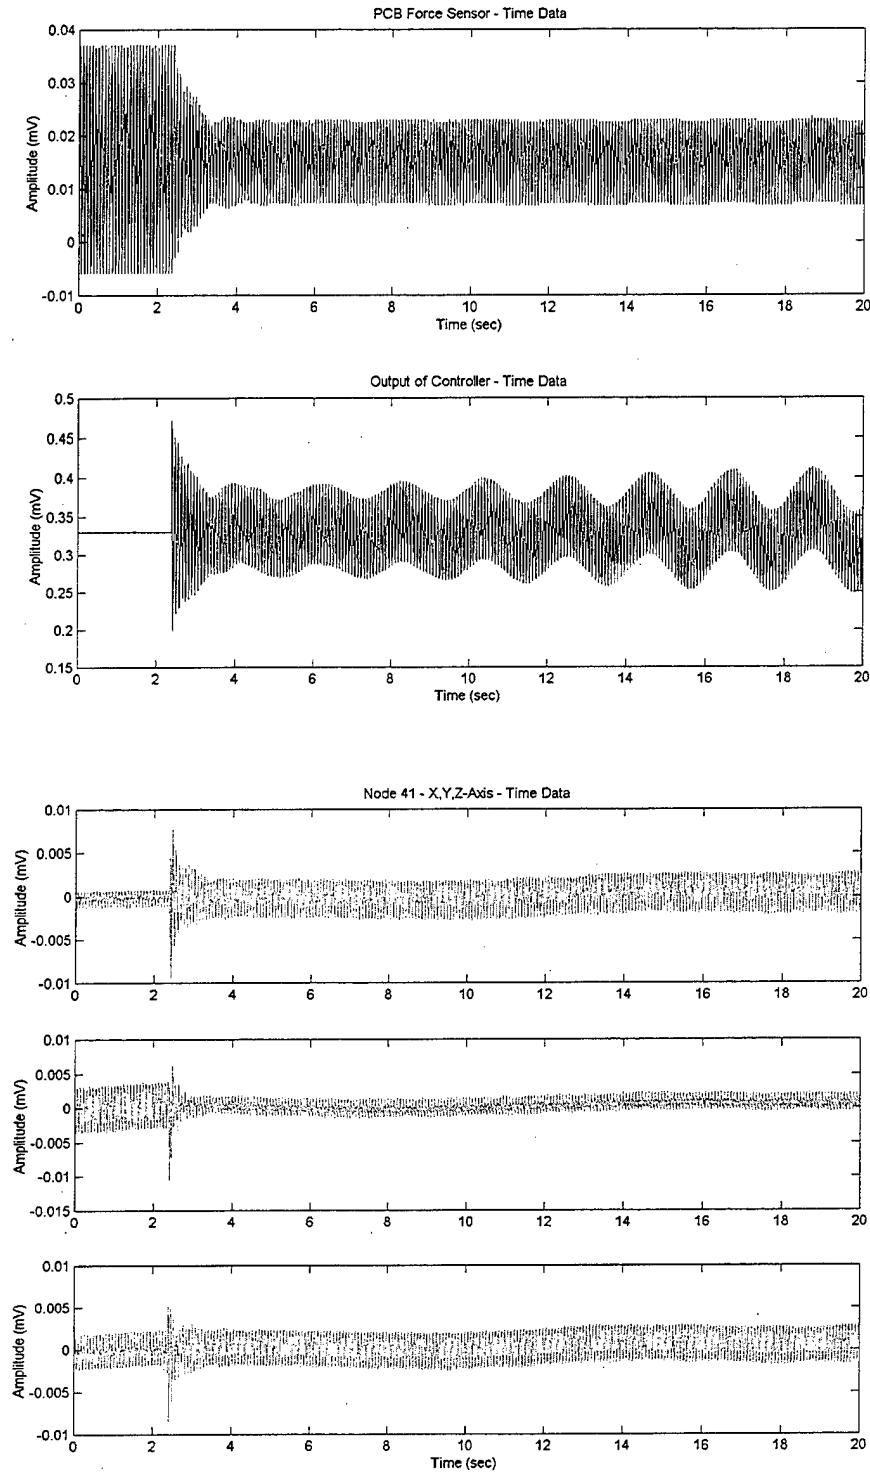 PCB Force Sensor - Time Data
Amplitude (mV)
0.04
0.03
0.02
0.01
0
-0.01
0 2 4 6 8 10 12 14 16 18 20
Time (sec)
Output of Controller - Time Data
Amplitude (mV)
0.5
0.45
0.4
0.35
0.3
0.25
0.2
0.15
0 2 4 6 8 10 12 14 16 18 20
Time (sec)
Node 41 - X,Y,Z-Axis - Time Data
Amplitude (mV)
0.01
0.005
0
-0.005
-0.01
0 2 4 6 8 10 12 14 16 18 20
Amplitude (mV)
0.01
0.005
0
-0.005
-0.01
-0.015
0 2 4 6 8 10 12 14 16 18 20
Amplitude (mV)
0.01
0.005
0
-0.005
-0.01
0 2 4 6 8 10 12 14 16 18 20
Time (sec)